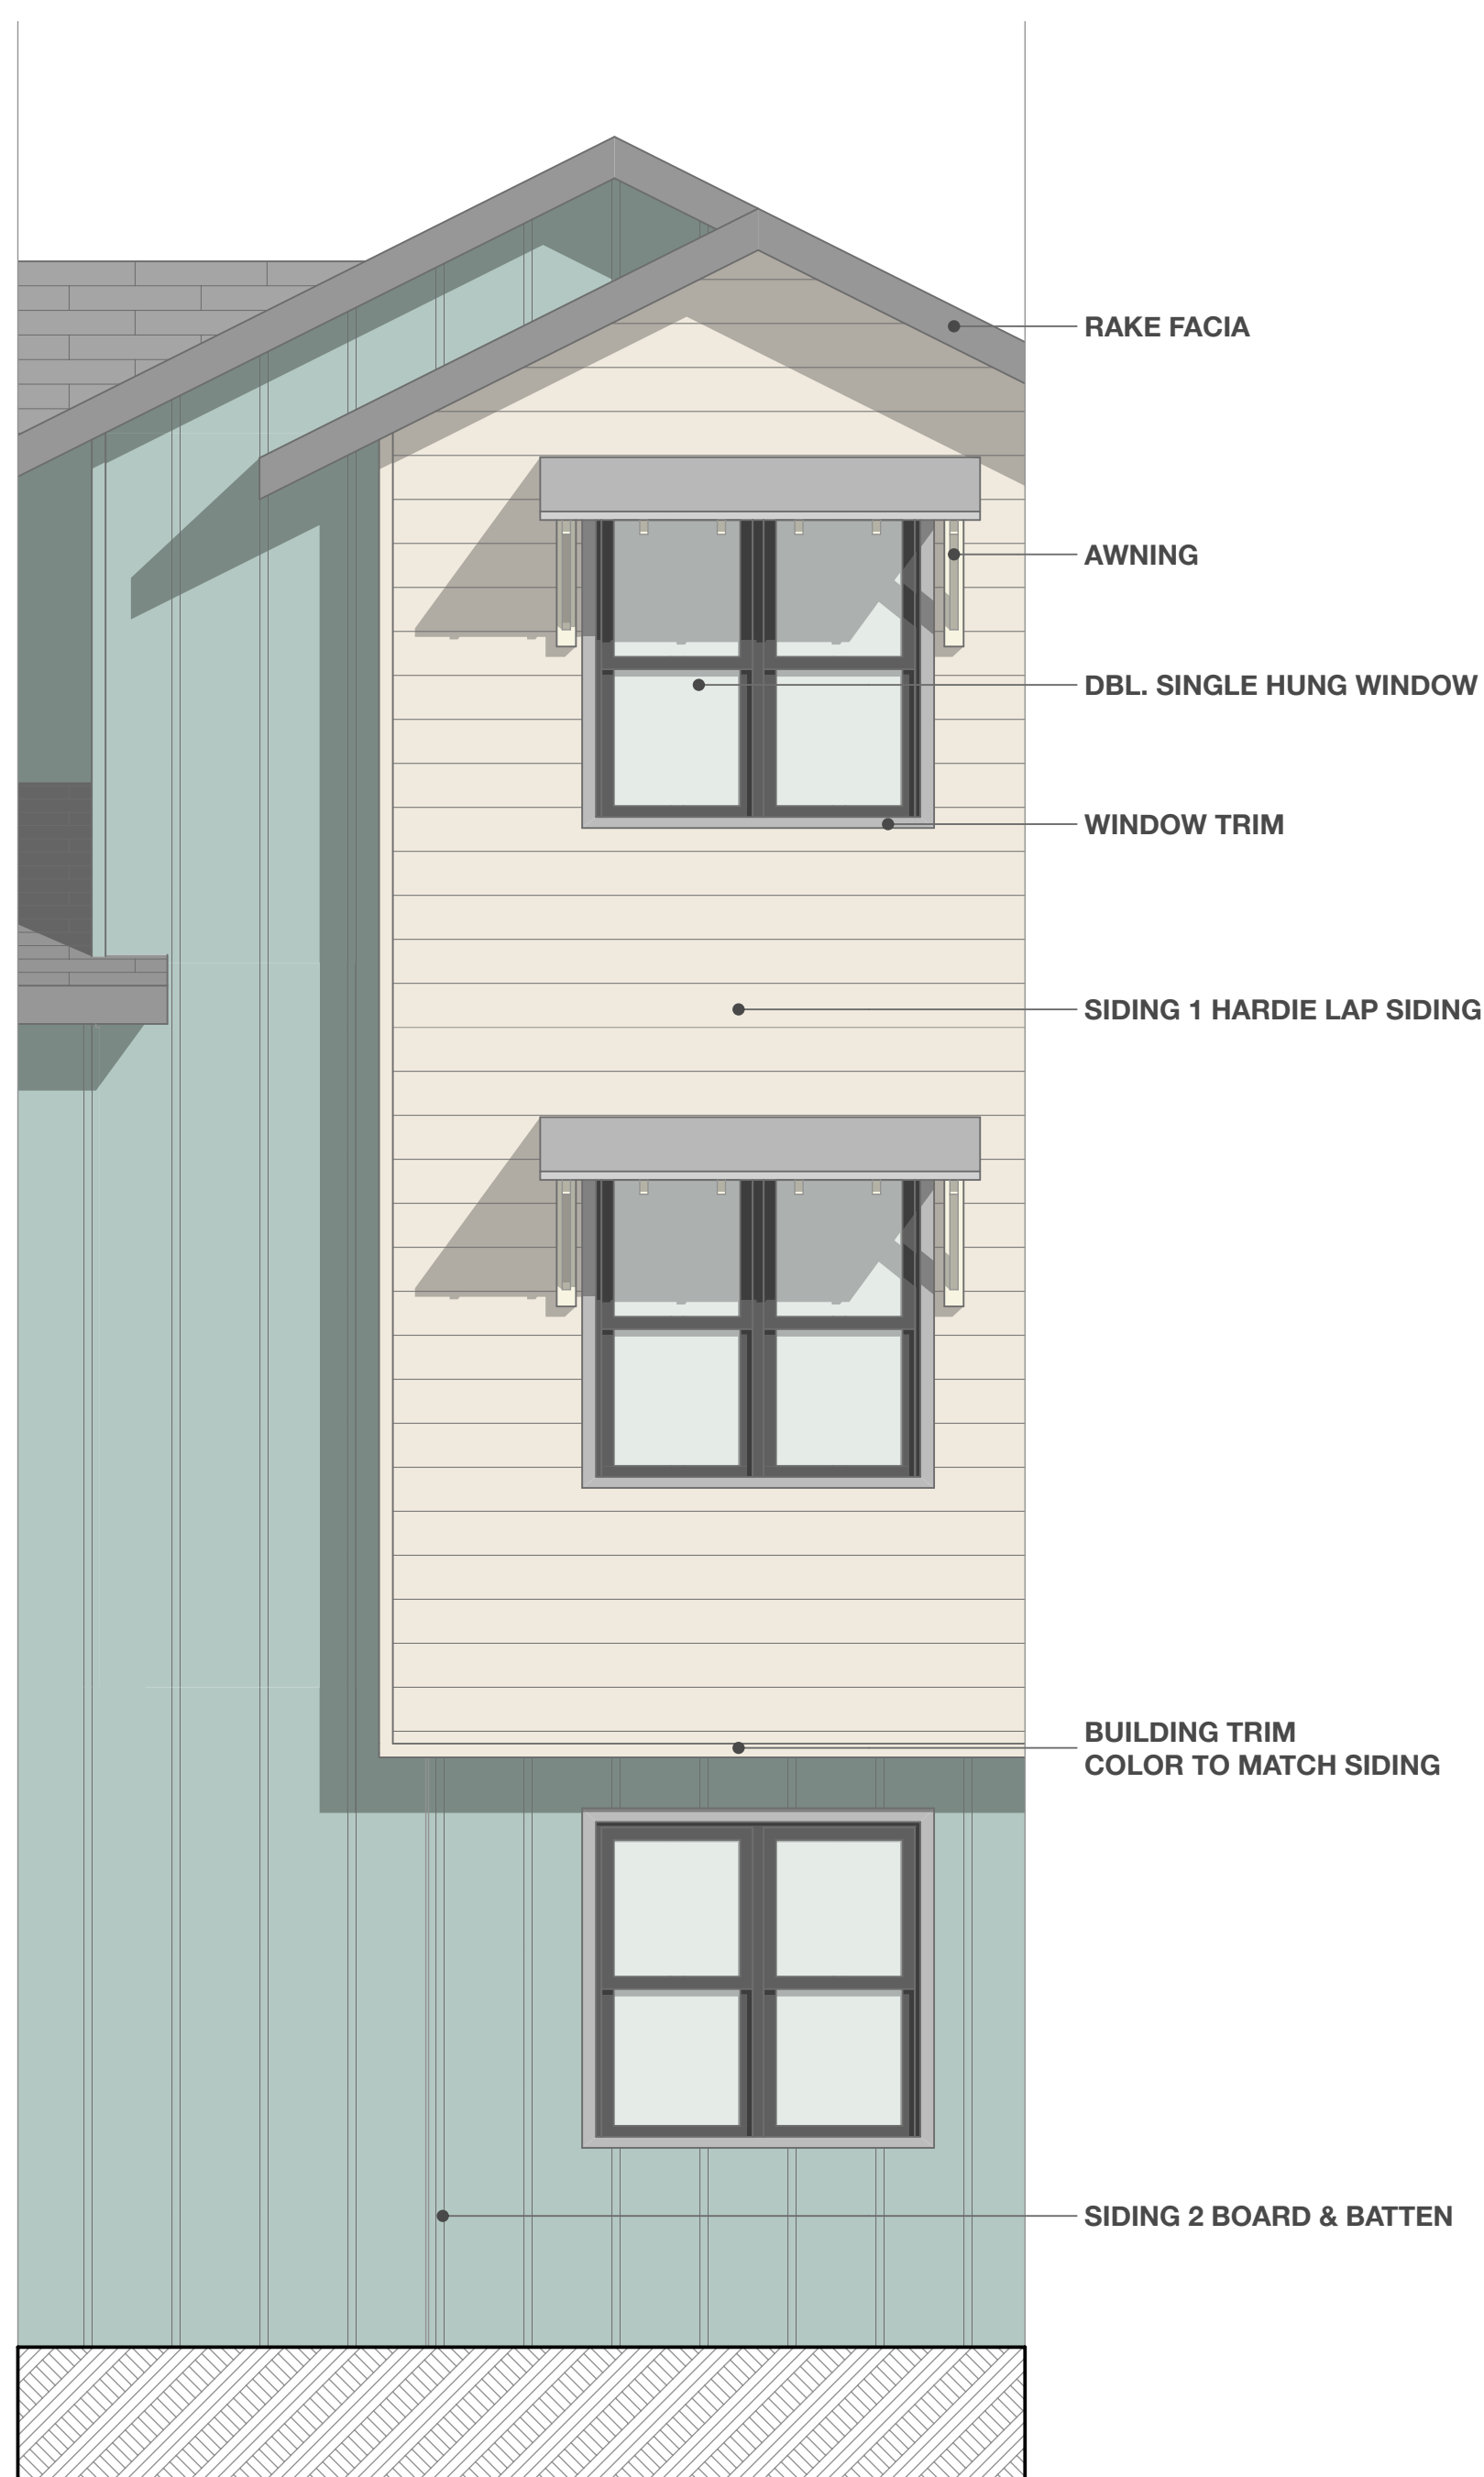 RAKE FACIA
AWNING
DBL. SINGLE HUNG WINDOW
WINDOW TRIM
SIDING 1 HARDIE LAP SIDING
BUILDING TRIM
COLOR TO MATCH SIDING
SIDING 2 BOARD & BATTEN